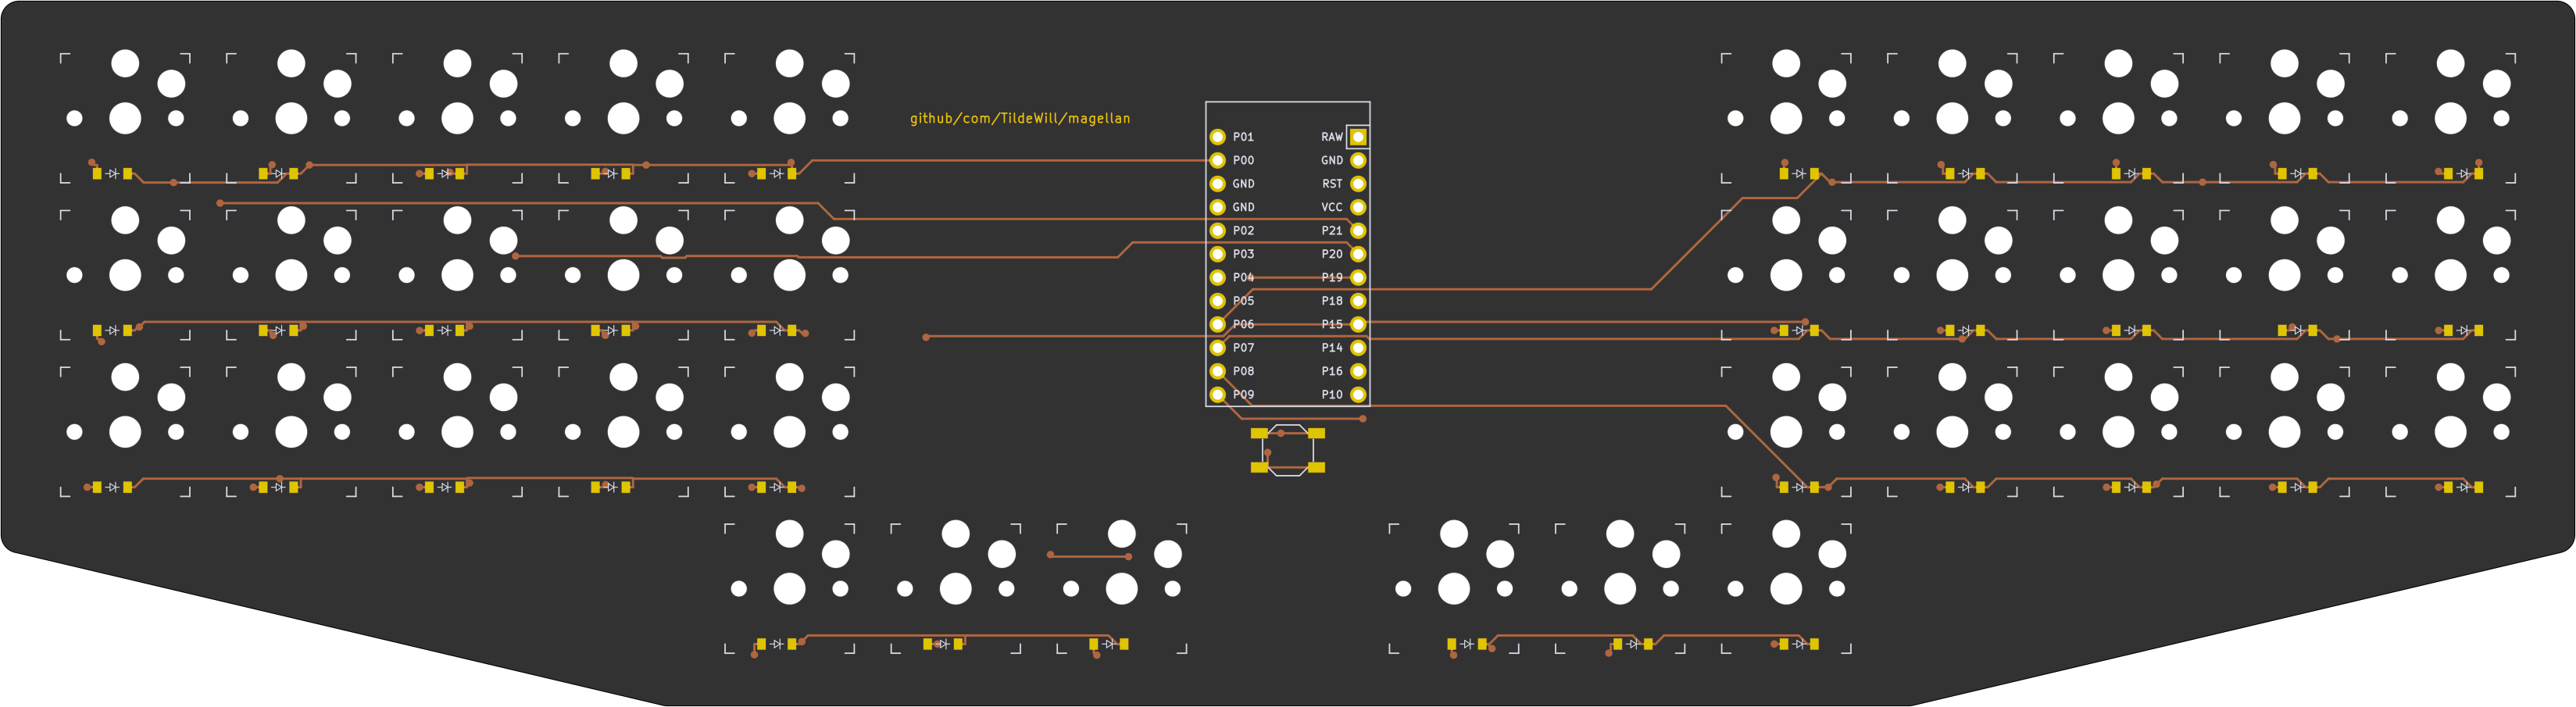 github/com/TildeWill/magellan
P01 RAW
P00 GND
GND RST
GND VCC
P02 P21
P03 P20
P04 P19
P05 P18
P06 P15
P07 P14
P08 P16
P09 P10